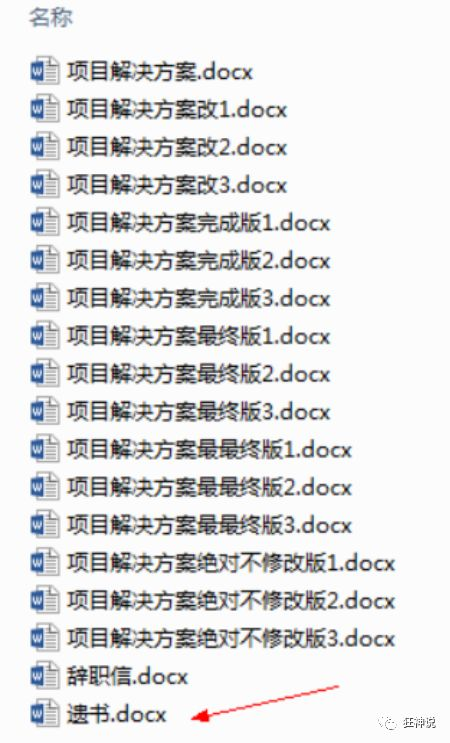 名称
项目解决方案.docx
项目解决方案改1.docx
项目解决方案改2.docx
项目解决方案改3.docx
项目解决方案完成版1.docx
项目解决方案完成版2.docx
项目解决方案完成版3.docx
项目解决方案最终版1.docx
项目解决方案最终版2.docx
项目解决方案最终版3.docx
项目解决方案最最终版1.docx
项目解决方案最最终版2.docx
项目解决方案最最终版3.docx
项目解决方案绝对不修改版1.docx
项目解决方案绝对不修改版2.docx
项目解决方案绝对不修改版3.docx
辞职信.docx
遗书.docx
狂神说